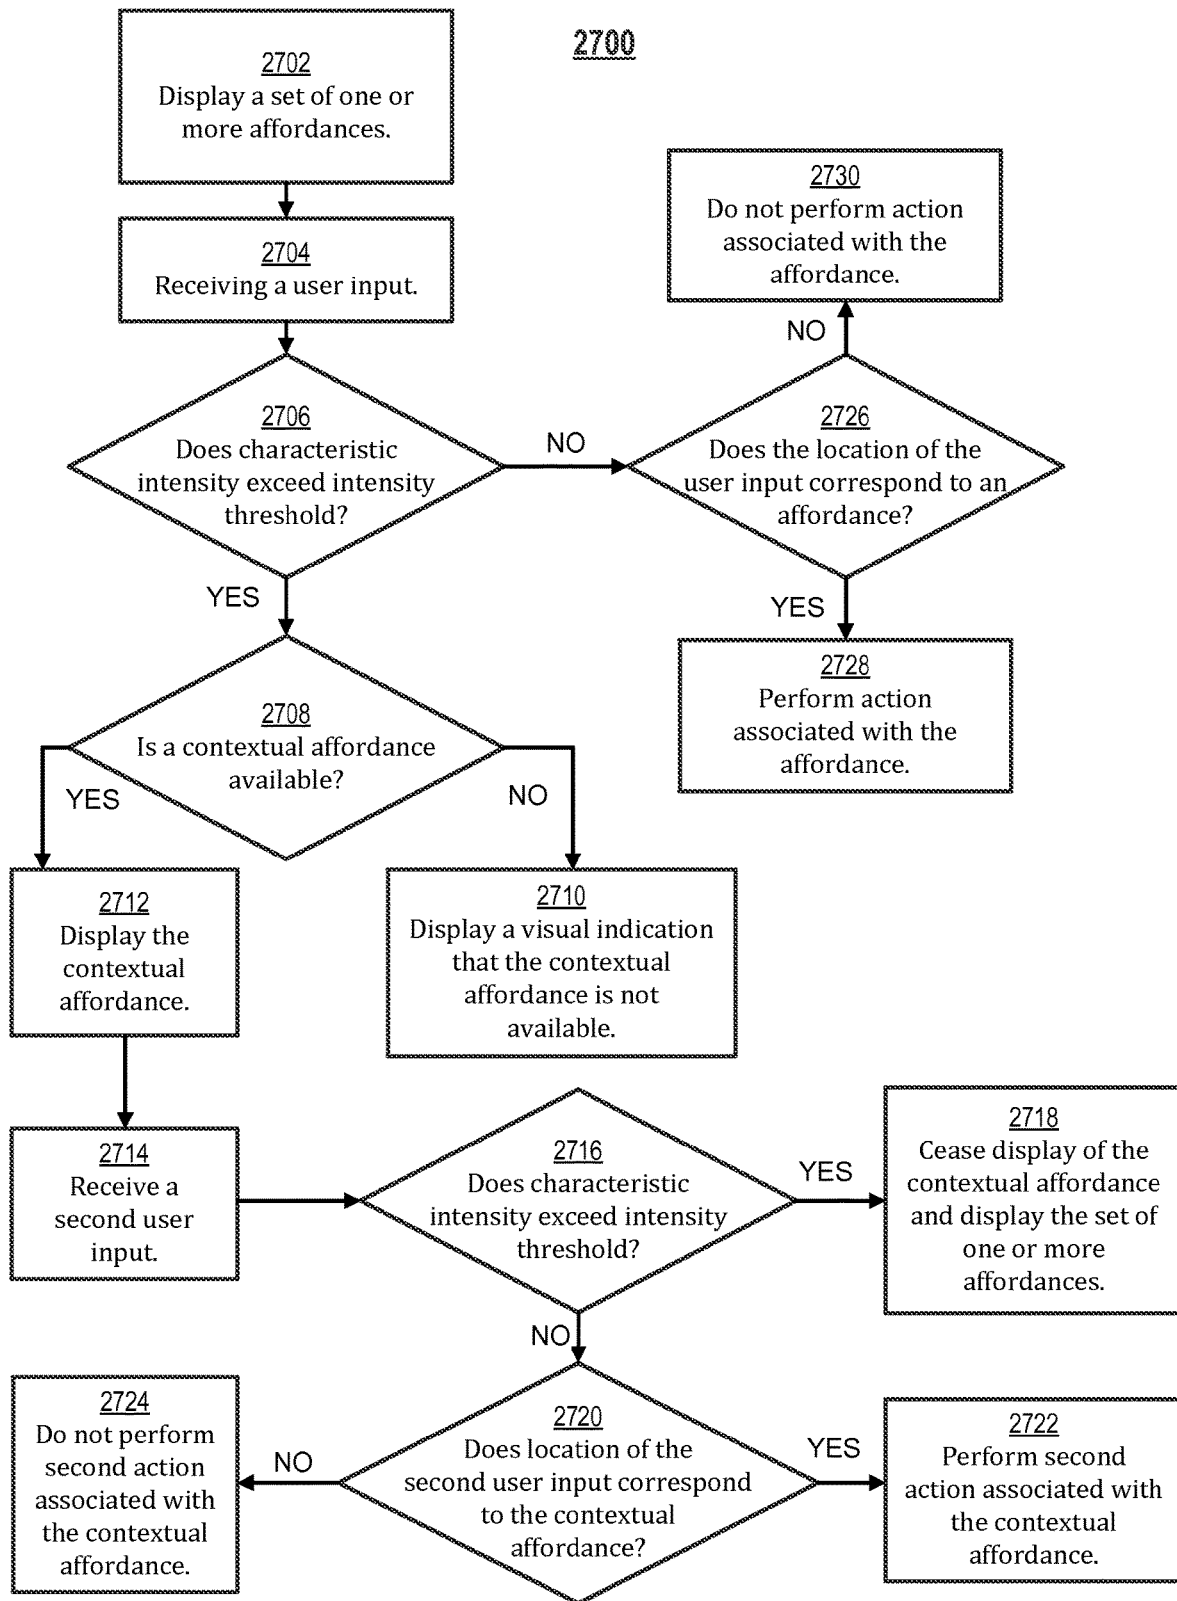 2700
2702
Display a set of one or
more affordances.
2704
Receiving a user input.
2730
Do not perform action
associated with the
affordance.
NO
2706
Does characteristic
intensity exceed intensity
threshold?
NO
2726
Does the location of the
user input correspond to an
affordance?
YES
YES
2728
Perform action
associated with the
affordance.
2708
Is a contextual affordance
available?
YES
NO
2712
Display the
contextual
affordance.
2710
Display a visual indication
that the contextual
affordance is not
available.
2714
Receive a
second user
input.
2716
Does characteristic
intensity exceed intensity
threshold?
YES
2718
Cease display of the
contextual affordance
and display the set of
one or more
affordances.
NO
2724
Do not perform
second action
associated with
the contextual
affordance.
NO
2720
Does location of the
second user input correspond
to the contextual
affordance?
YES
2722
Perform second
action associated with
the contextual
affordance.